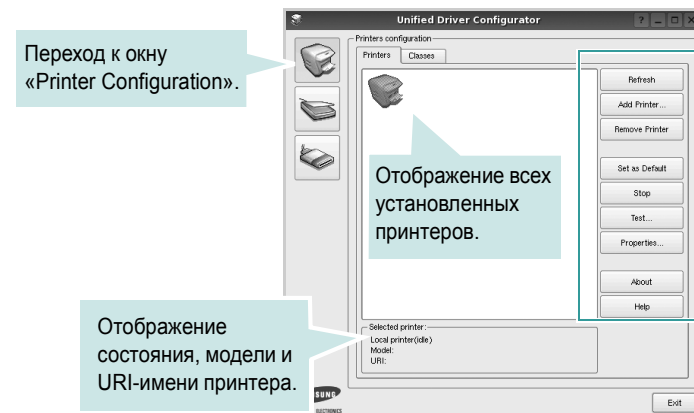 Unified Driver Configurator
Переход к окну
«Printer Configuration».
Printers configuration
Printers
Classes
Refresh
Add Printer...
Remove Printer
Set as Default
Stop
Test...
Properties...
About
Help
Отображение всех
установленных
принтеров.
Отображение
состояния, модели и
URI-имени принтера.
Selected printer:
Local printer(idle)
Model:
URI:
SUNG
ELECTRONICS
Exit